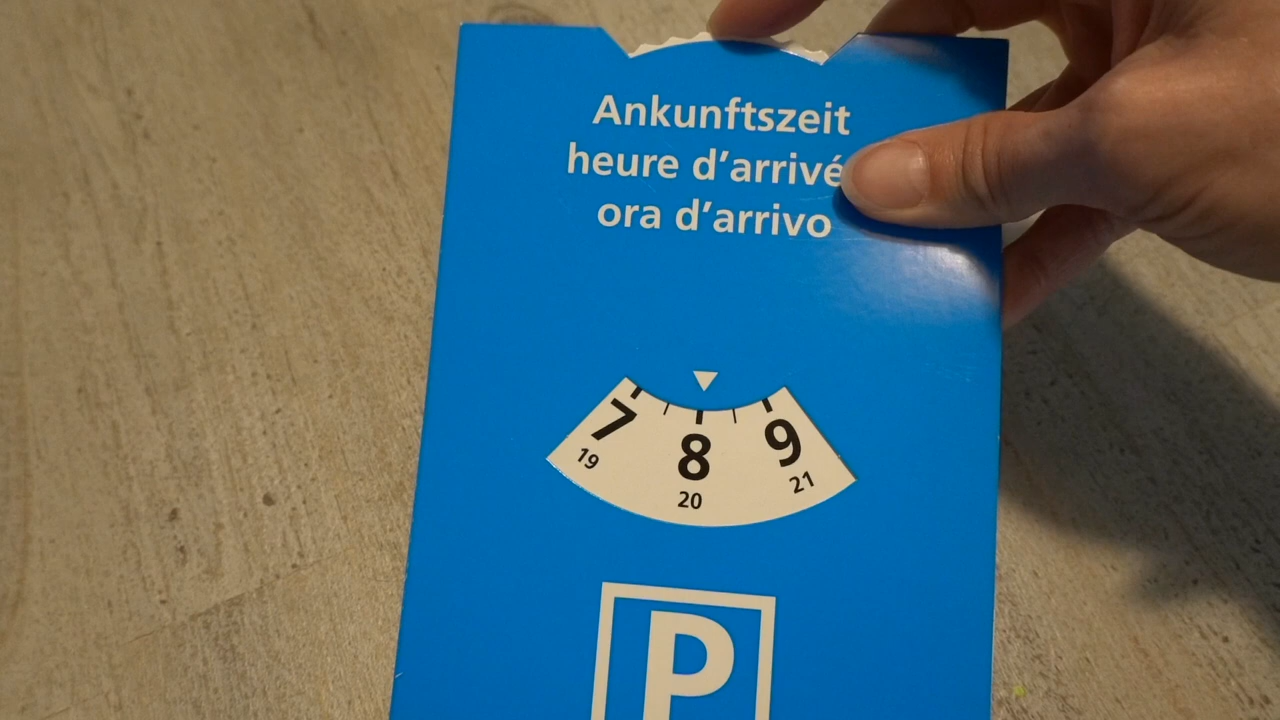 Ankunftszeit
heure d'arrivé
ora d'arrivo
7 8 9
19 20 21
P